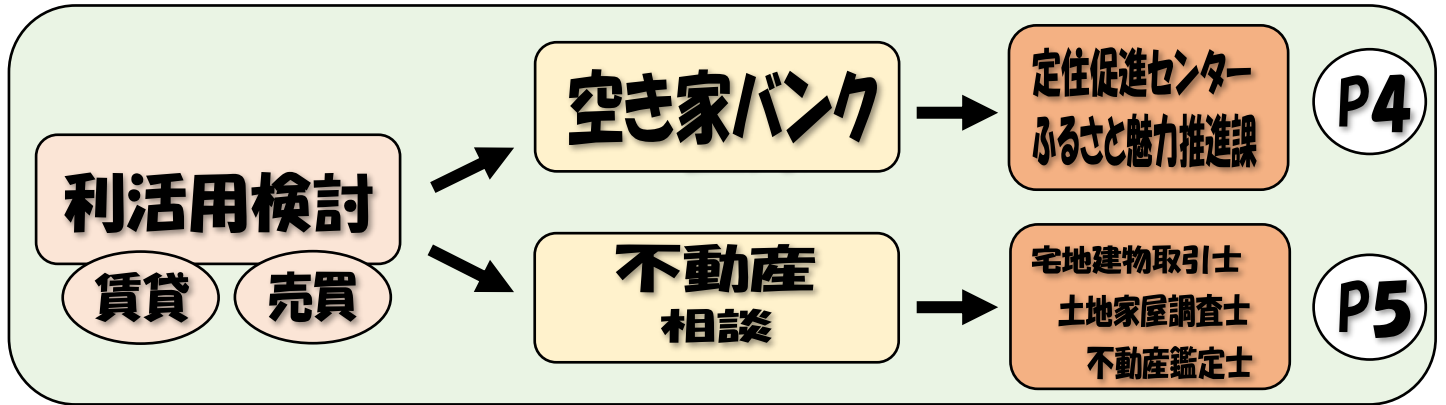 利活用検討
賃貸
売買
空き家バンク
定住促進センター
ふるさと魅力推進課
P4
不動産
相談
宅地建物取引士
土地家屋調査士
不動産鑑定士
P5